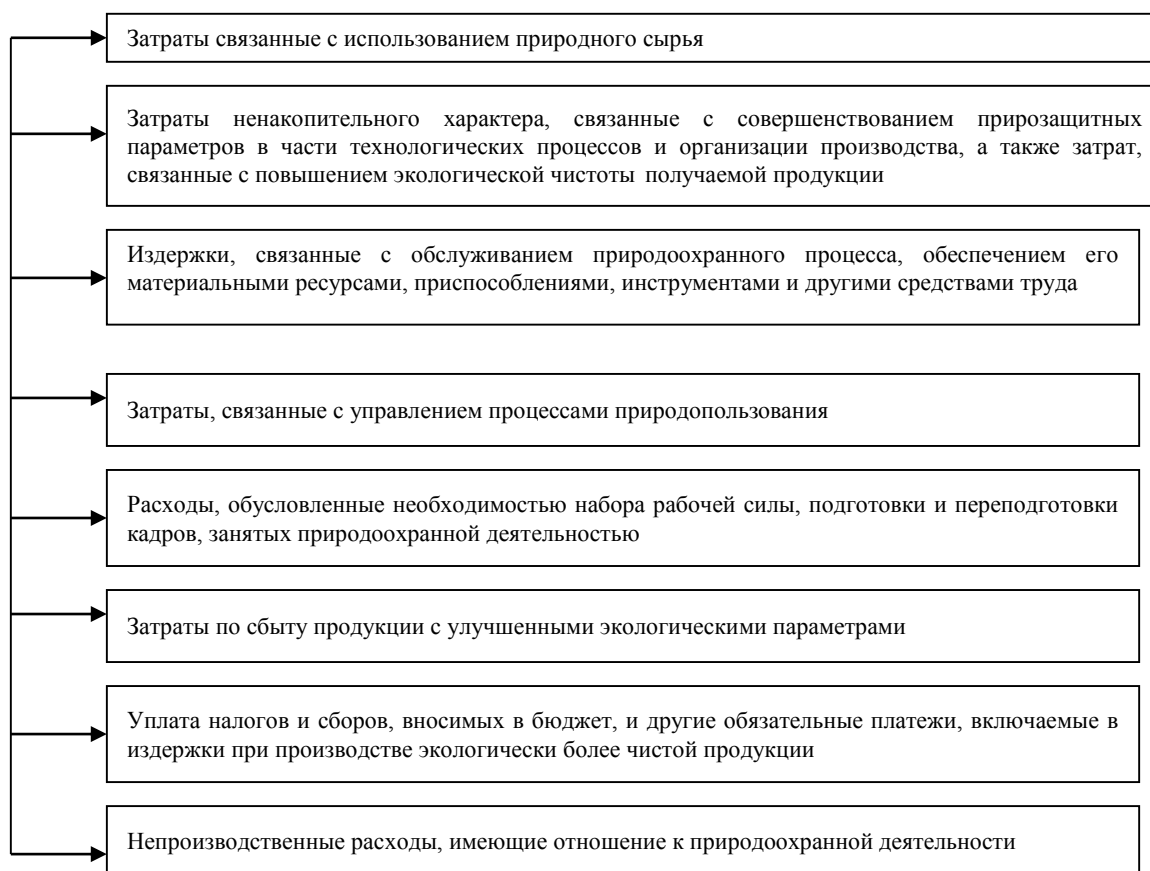 Затраты связанные с использованием природного сырья
Затраты ненакопительного характера, связанные с совершенствованием прирозащитных
параметров в части технологических процессов и организации производства, а также затрат,
связанные с повышением экологической чистоты получаемой продукции
Издержки, связанные с обслуживанием природоохранного процесса, обеспечением его
материальными ресурсами, приспособлениями, инструментами и другими средствами труда
Затраты, связанные с управлением процессами природопользования
Расходы, обусловленные необходимостью набора рабочей силы, подготовки и переподготовки
кадров, занятых природоохранной деятельностью
Затраты по сбыту продукции с улучшенными экологическими параметрами
Уплата налогов и сборов, вносимых в бюджет, и другие обязательные платежи, включаемые в
издержки при производстве экологически более чистой продукции
Непроизводственные расходы, имеющие отношение к природоохранной деятельности